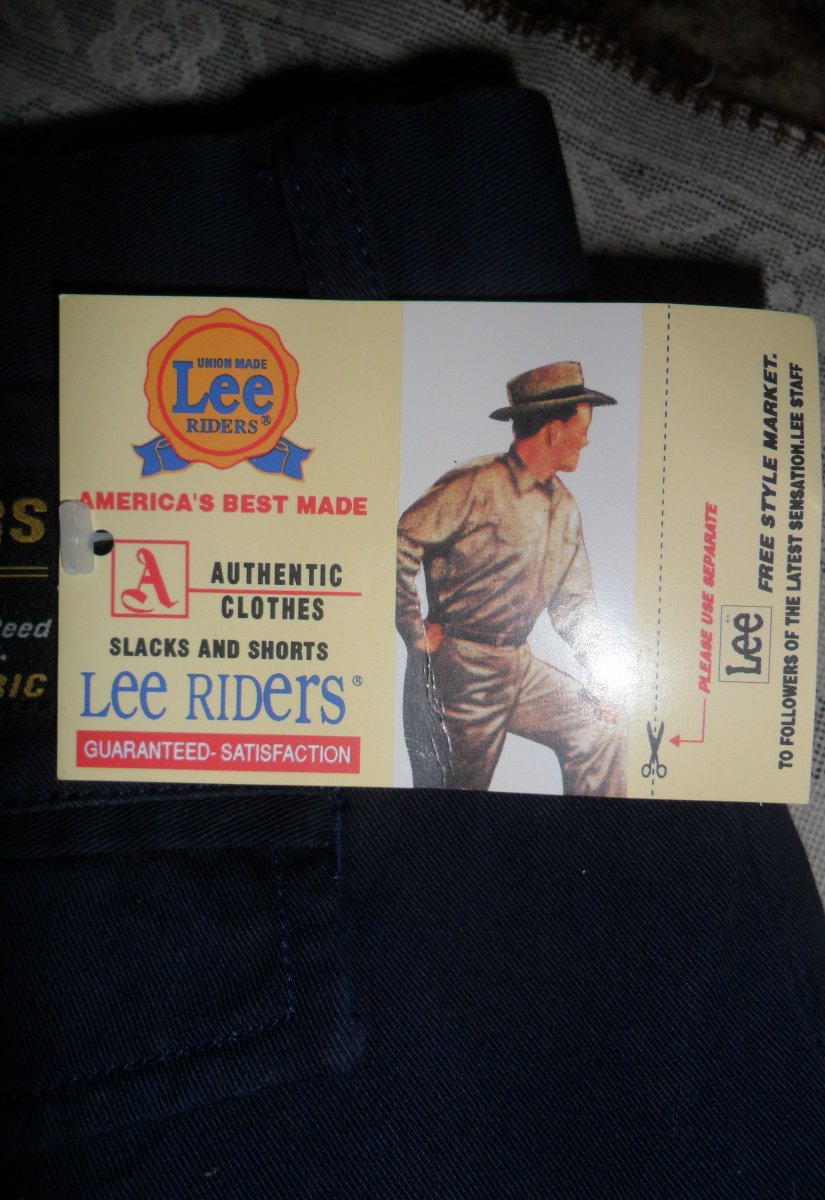 UNION MADE
Lee
RIDERS®
AMERICA'S BEST MADE
A
AUTHENTIC
CLOTHES
SLACKS AND SHORTS
Lee RIDERS®
GUARANTEED- SATISFACTION
PLEASE USE SEPARATE
Lee FREE STYLE MARKET.
TO FOLLOWERS OF THE LATEST SENSATION.LEE STAFF